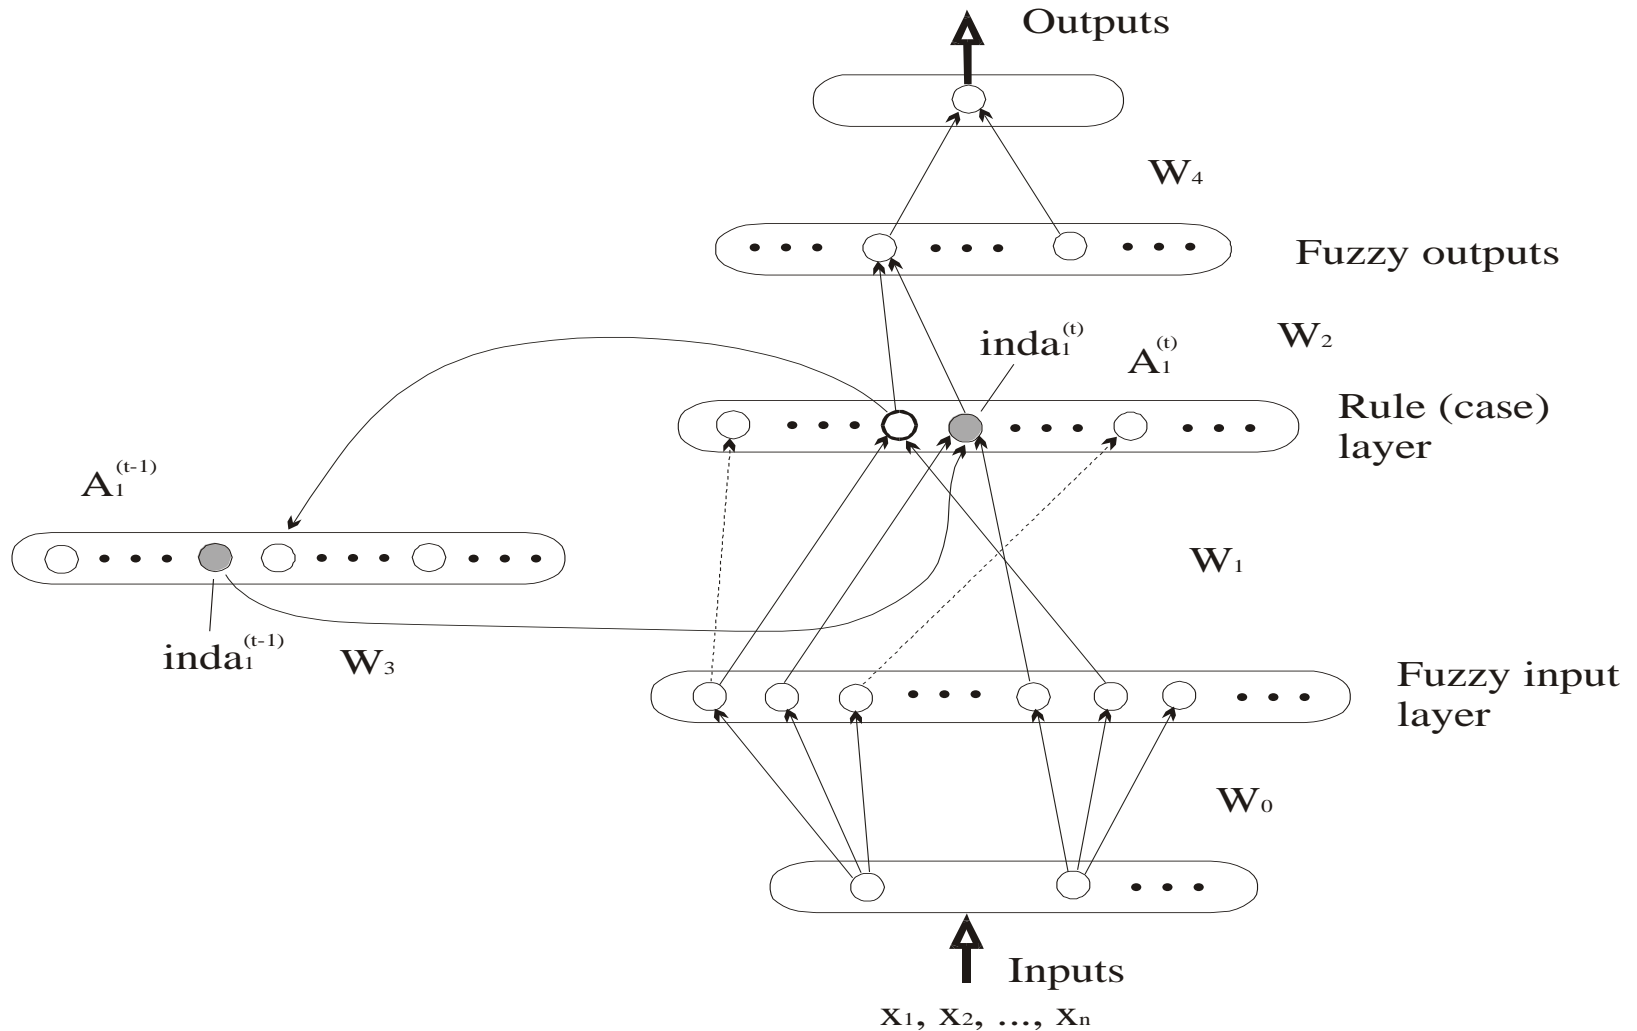 Outputs
W₄
Fuzzy outputs
W₂
inda₁⁽ᵗ⁾
A₁⁽ᵗ⁾
Rule (case)
layer
A₁⁽ᵗ⁻¹⁾
W₁
inda₁⁽ᵗ⁻¹⁾
W₃
Fuzzy input
layer
W₀
Inputs
x₁, x₂, ..., xₙ